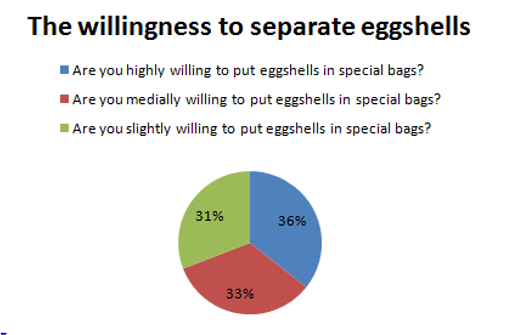 The willingness to separate eggshells
Are you highly willing to put eggshells in special bags?
Are you medially willing to put eggshells in special bags?
Are you slightly willing to put eggshells in special bags?
31%
36%
33%